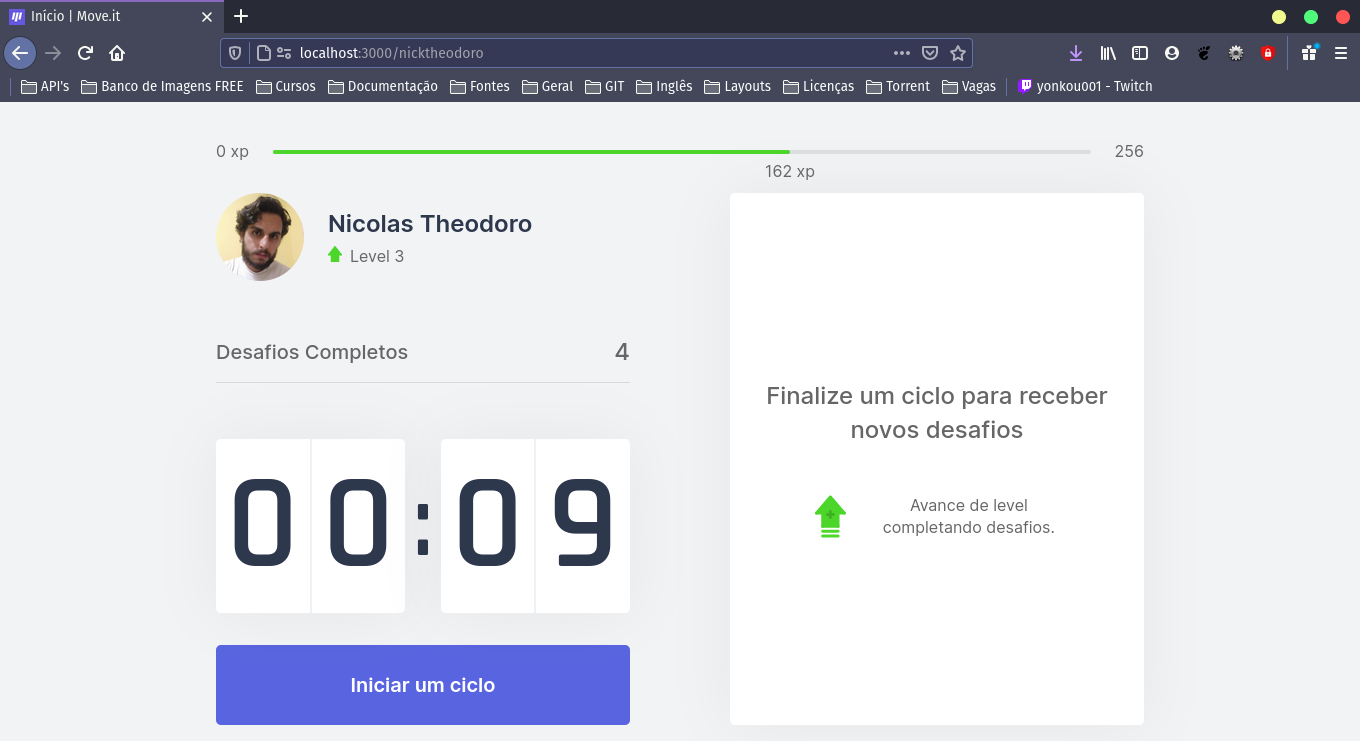 Início | Move.it
localhost:3000/nicktheodoro
API's Banco de Imagens FREE Cursos Documentação Fontes Geral GIT Inglês Layouts Licenças Torrent Vagas yonkou001 - Twitch
0 xp 256
162 xp
Nicolas Theodoro
Level 3
Desafios Completos 4
00:09
Iniciar um ciclo
Finalize um ciclo para receber
novos desafios
Avance de level
completando desafios.